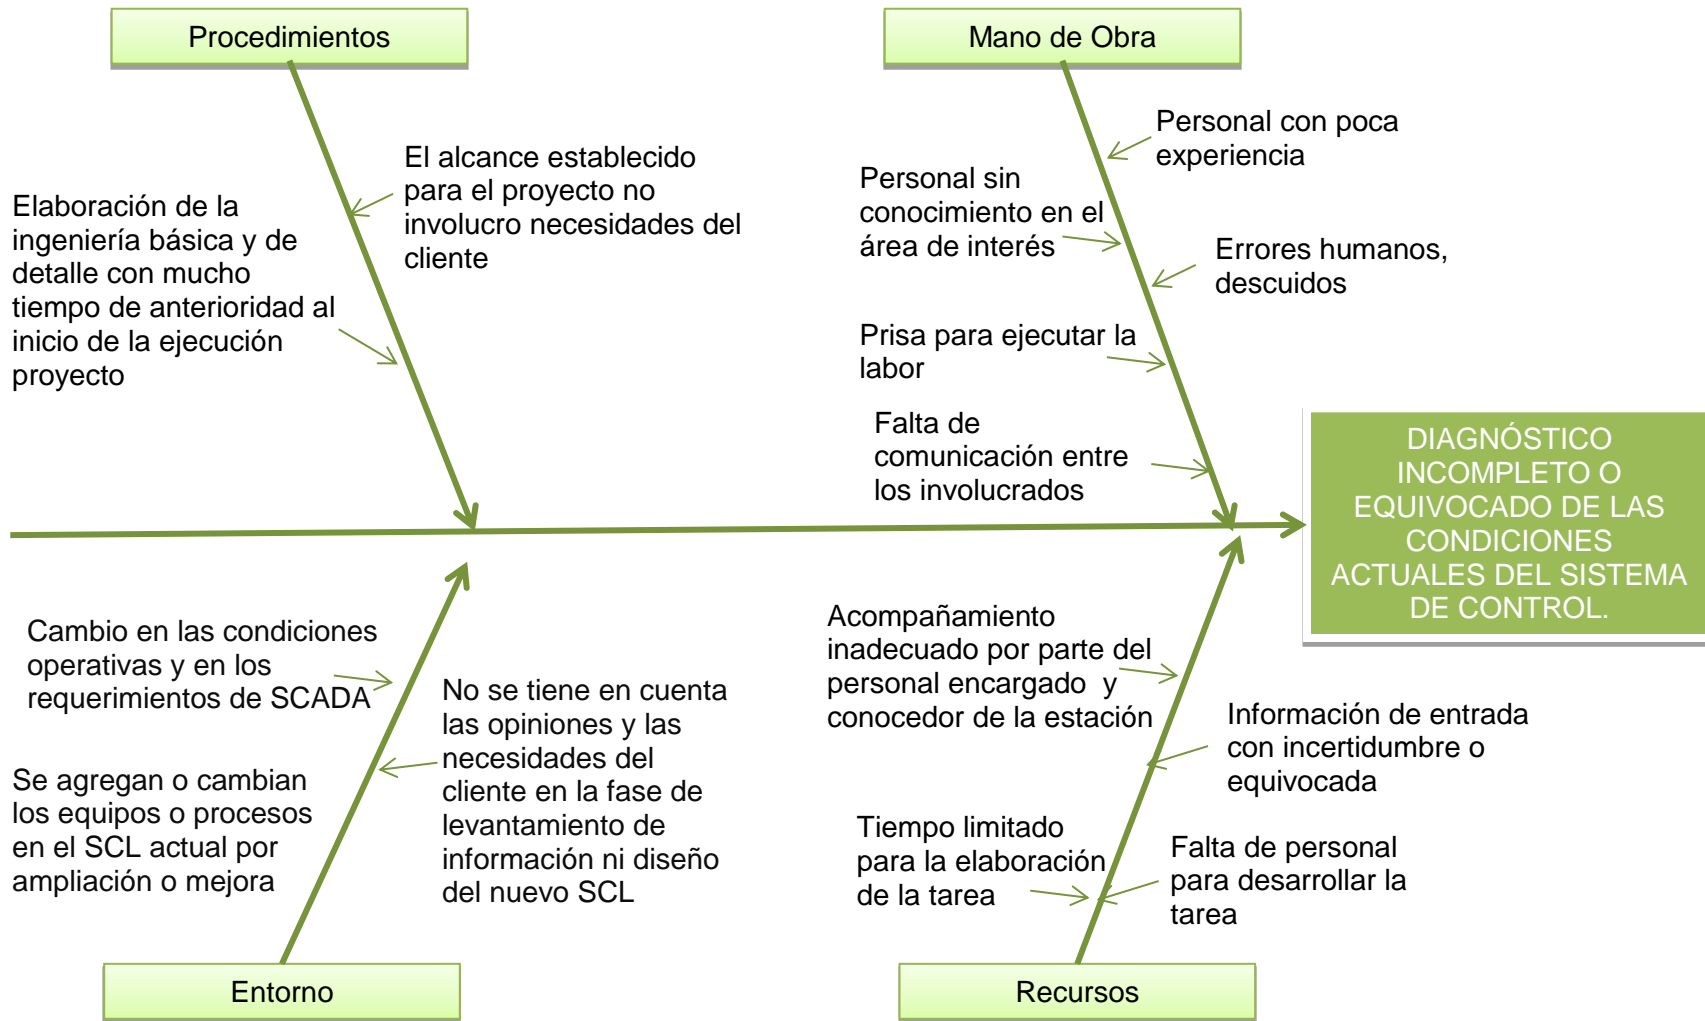 Procedimientos
Mano de Obra
Elaboración de la
ingeniería básica y de
detalle con mucho
tiempo de anterioridad al
inicio de la ejecución
proyecto
El alcance establecido
para el proyecto no
involucro necesidades del
cliente
Personal sin
conocimiento en el
área de interés
Personal con poca
experiencia
Errores humanos,
descuidos
Prisa para ejecutar la
labor
Falta de
comunicación entre
los involucrados
DIAGNÓSTICO
INCOMPLETO O
EQUIVOCADO DE LAS
CONDICIONES
ACTUALES DEL SISTEMA
DE CONTROL.
Cambio en las condiciones
operativas y en los
requerimientos de SCADA
No se tiene en cuenta
las opiniones y las
necesidades del
cliente en la fase de
levantamiento de
información ni diseño
del nuevo SCL
Se agregan o cambian
los equipos o procesos
en el SCL actual por
ampliación o mejora
Acompañamiento
inadecuado por parte del
personal encargado  y
conocedor de la estación
Información de entrada
con incertidumbre o
equivocada
Tiempo limitado
para la elaboración
de la tarea
Falta de personal
para desarrollar la
tarea
Entorno
Recursos